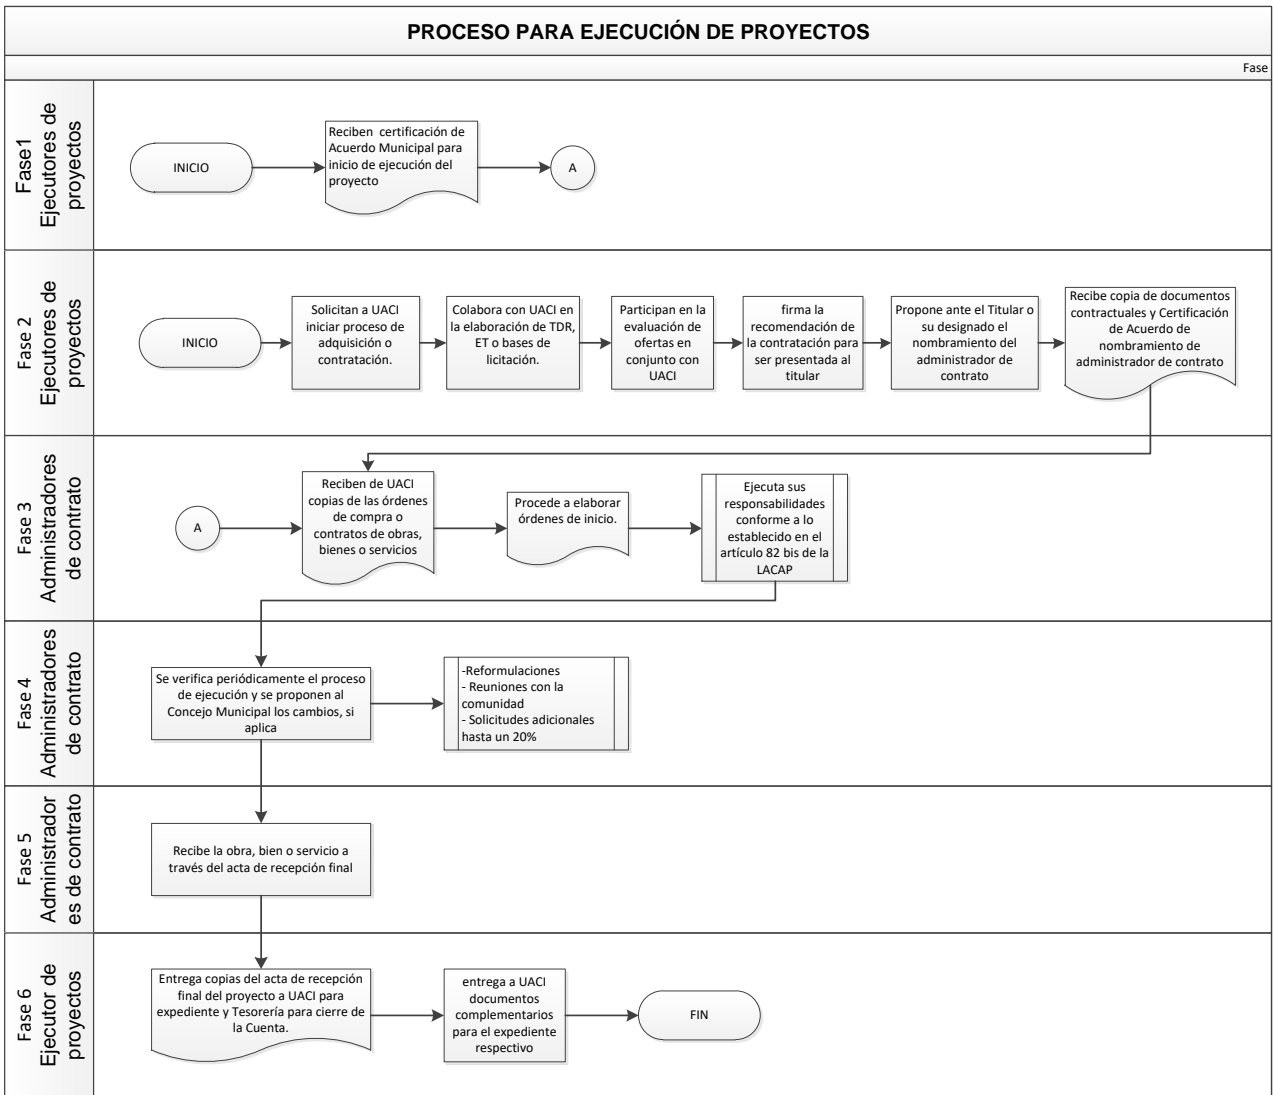 PROCESO PARA EJECUCIÓN DE PROYECTOS
Fase
Fase1
Ejecutores de
proyectos
INICIO
Reciben certificación de
Acuerdo Municipal para
inicio de ejecución del
proyecto
A
Fase 2
Ejecutores de
proyectos
INICIO
Solicitan a UACI
iniciar proceso de
adquisición o
contratación.
Colabora con UACI en
la elaboración de TDR,
ET o bases de
licitación.
Participan en la
evaluación de
ofertas en
conjunto con
UACI
firma la
recomendación de
la contratación para
ser presentada al
titular
Propone ante el Titular o
su designado el
nombramiento del
administrador de
contrato
Recibe copia de documentos
contractuales y Certificación
de Acuerdo de
nombramiento de
administrador de contrato
Fase 3
Administradores
de contrato
A
Reciben de UACI
copias de las órdenes
de compra o
contratos de obras,
bienes o servicios
Procede a elaborar
órdenes de inicio.
Ejecuta sus
responsabilidades
conforme a lo
establecido en el
artículo 82 bis de la
LACAP
Fase 4
Administradores
de contrato
Se verifica periódicamente el proceso
de ejecución y se proponen al
Concejo Municipal los cambios, si
aplica
-Reformulaciones
- Reuniones con la
comunidad
- Solicitudes adicionales
hasta un 20%
Fase 5
Administrador
es de contrato
Recibe la obra, bien o servicio a
través del acta de recepción final
Fase 6
Ejecutor de
proyectos
Entrega copias del acta de recepción
final del proyecto a UACI para
expediente y Tesorería para cierre de
la Cuenta.
entrega a UACI
documentos
complementarios
para el expediente
respectivo
FIN